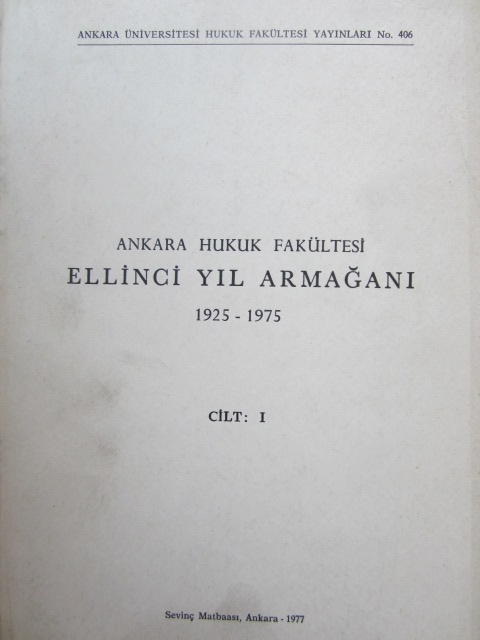 ANKARA ÜNİVERSİTESİ HUKUK FAKÜLTESİ YAYINLARI No. 406
ANKARA HUKUK FAKÜLTESİ
ELLİNCİ YIL ARMAĞANI
1925 - 1975
CİLT: I
Sevinç Matbaası, Ankara - 1977